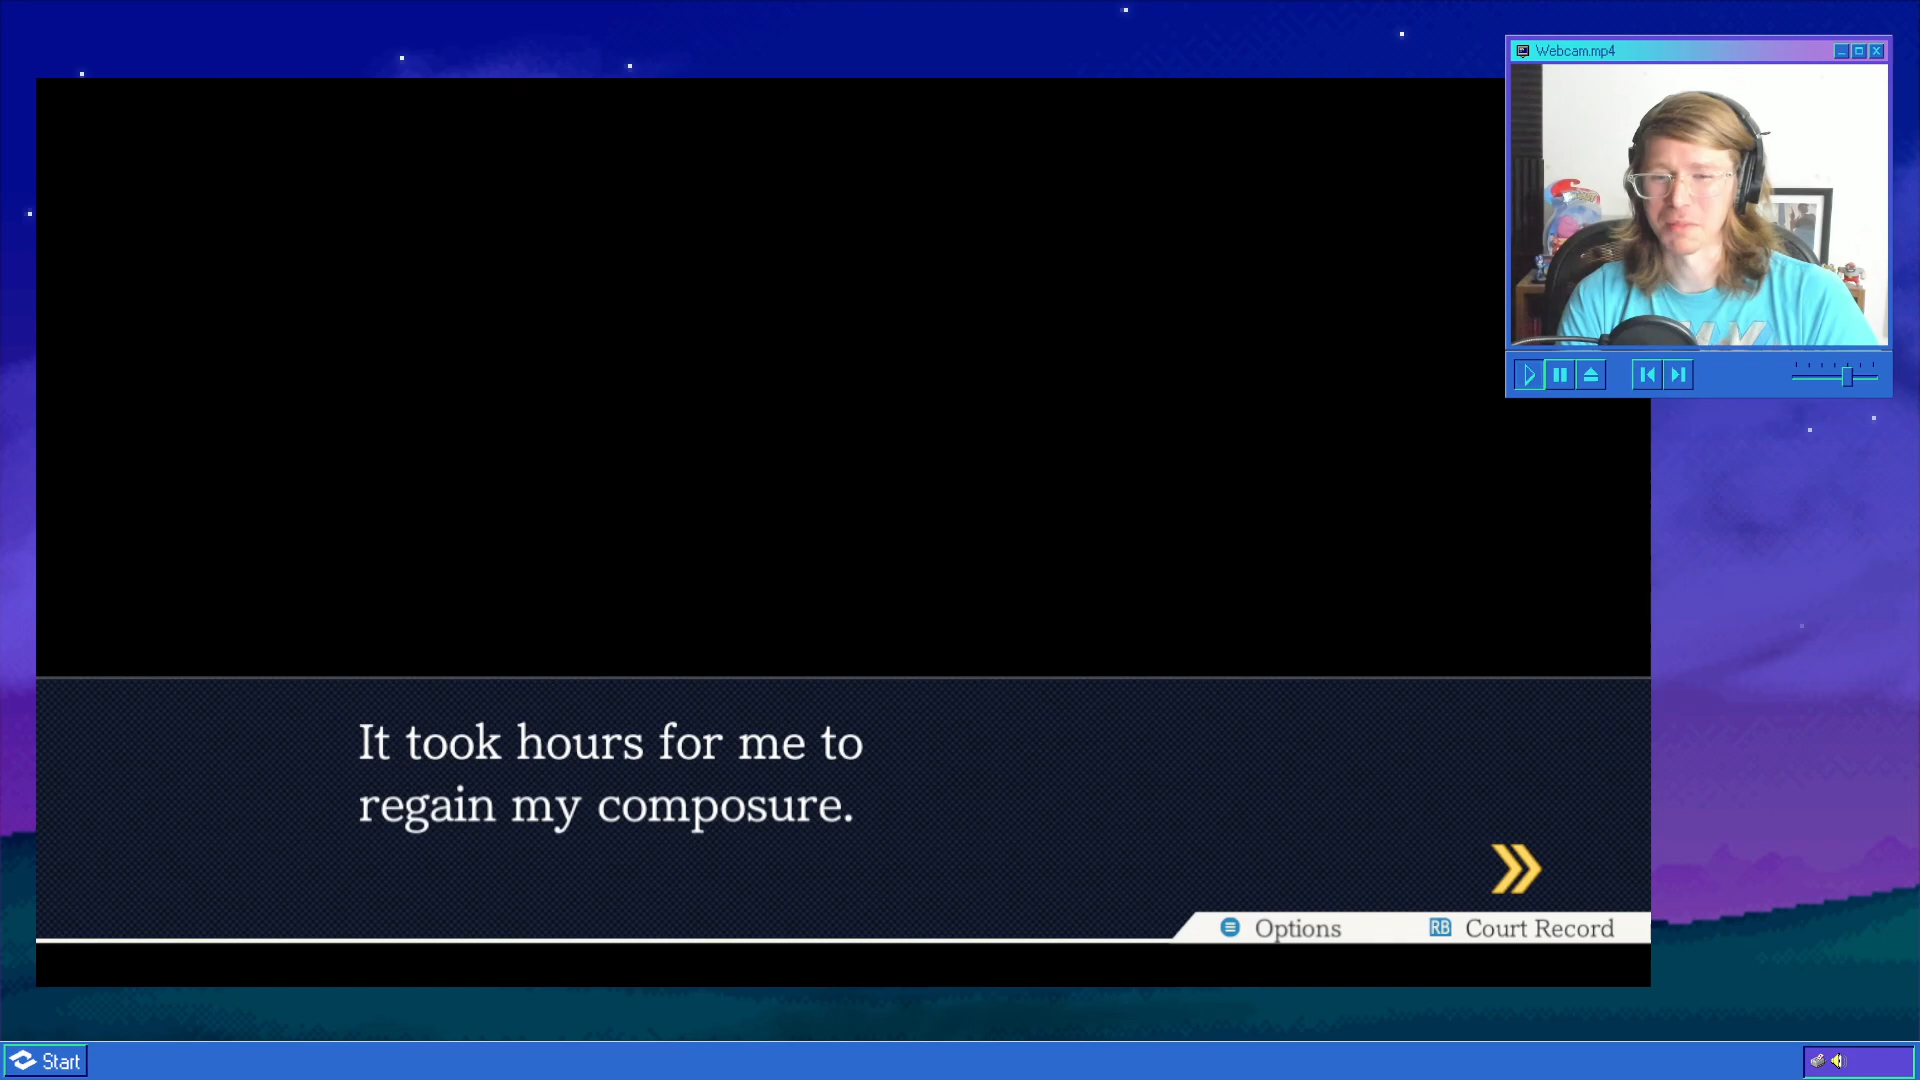 Webcam.mp4
It took hours for me to
regain my composure.
Options
RB Court Record
Start